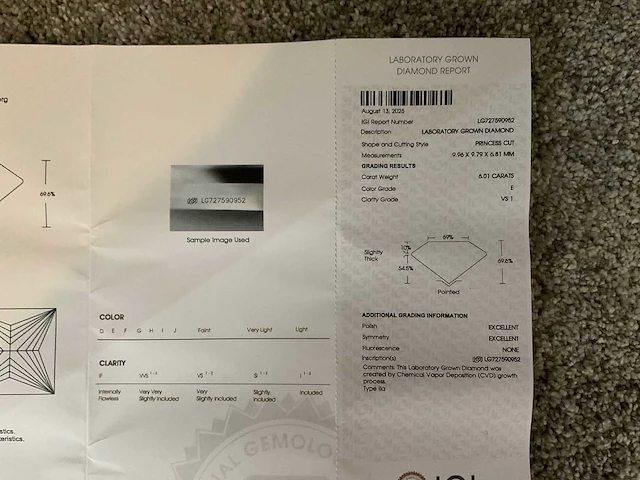 org
69.6%
stics.
teristics.
LG727590952
Sample Image Used
COLOR
D E F G H I J Faint Very Light Light
CLARITY
IF VVS 1-2 VS 1-2 SI 1-2 I 1-3
Internally Flawless
Very Very Slightly Included
Very Slightly Included
Slightly Included
Included
GEMOLO
LABORATORY GROWN
DIAMOND REPORT
August 13, 2025
IGI Report Number LG727590952
Description LABORATORY GROWN DIAMOND
Shape and Cutting Style PRINCESS CUT
Measurements 9.96 X 9.79 X 6.81 MM
GRADING RESULTS
Carat Weight 6.01 CARATS
Color Grade E
Clarity Grade VS 1
69%
10%
Slightly
Thick
54.5%
69.6%
Pointed
ADDITIONAL GRADING INFORMATION
Polish EXCELLENT
Symmetry EXCELLENT
Fluorescence NONE
Inscription(s) LG727590952
Comments: This Laboratory Grown Diamond was
created by Chemical Vapor Deposition (CVD) growth
process.
Type IIa
IGI